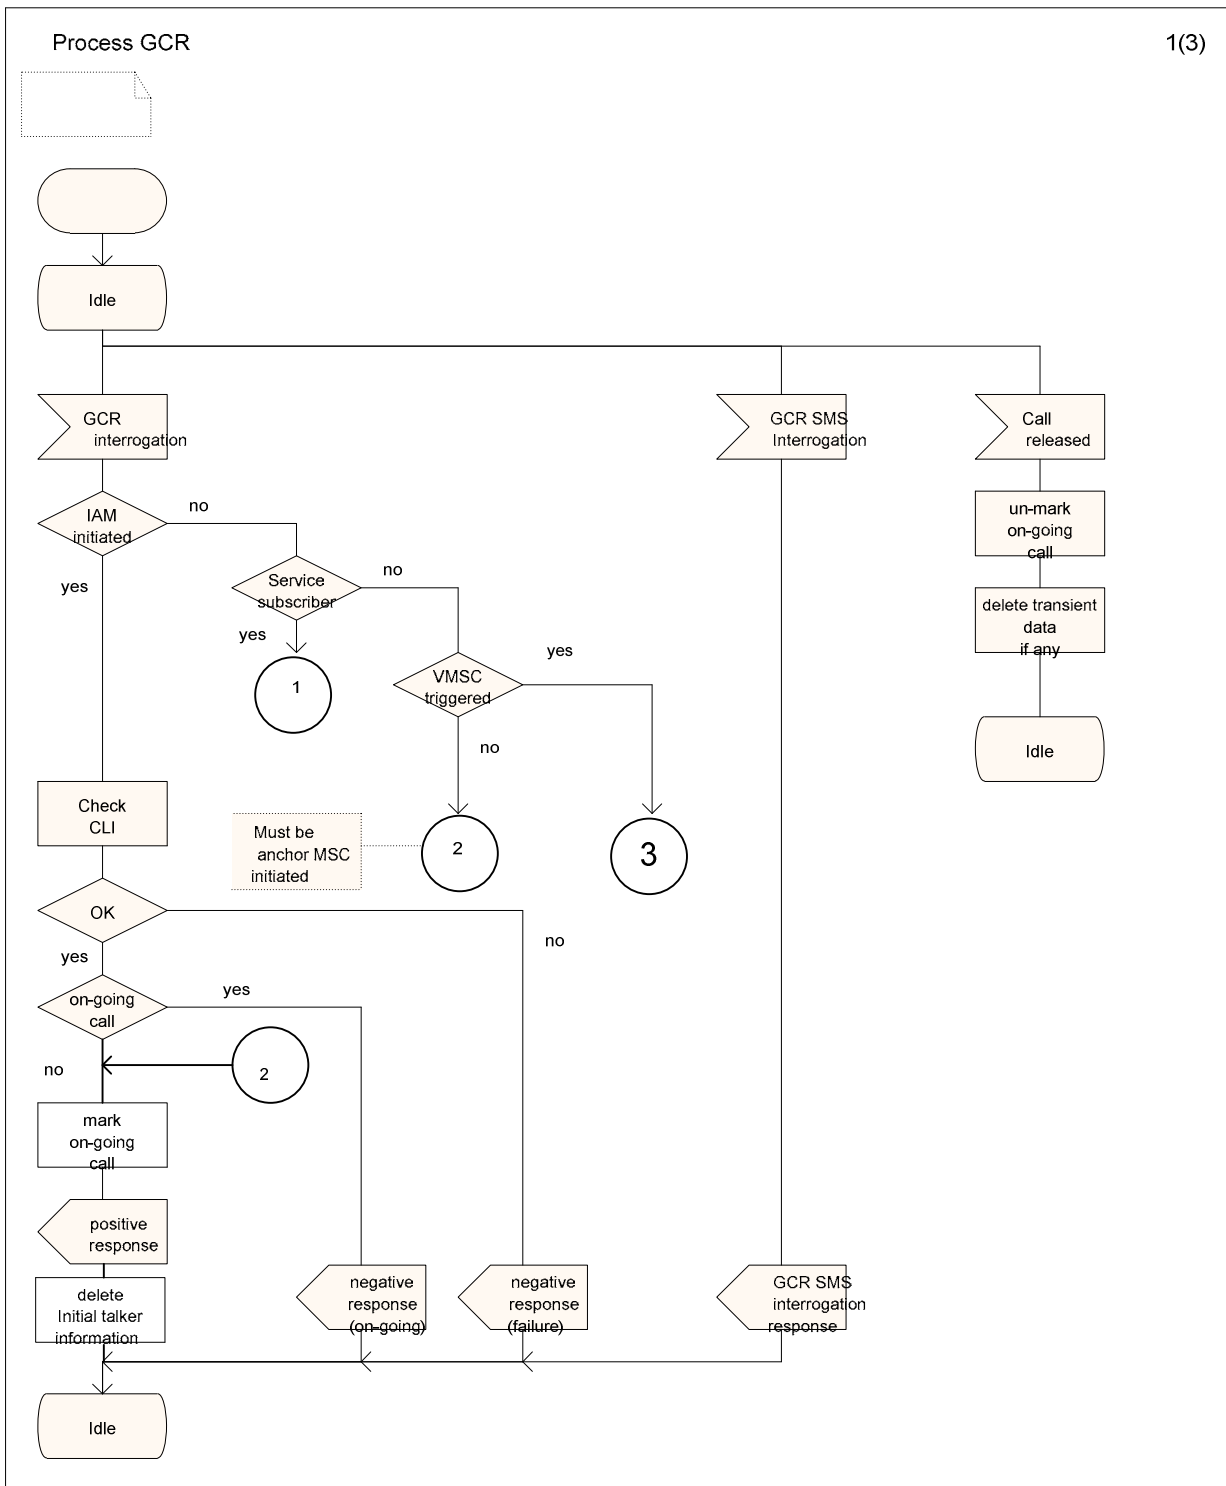 Process GCR
1(3)
Idle
GCR
interrogation
GCR SMS
Interrogation
Call
released
IAM
initiated
no
yes
Service
subscriber
no
yes
VMSC
triggered
yes
no
un-mark
on-going
call
delete transient
data
if any
Idle
1
Check
CLI
Must be
anchor MSC
initiated
2
3
OK
no
yes
on-going
call
yes
no
2
mark
on-going
call
positive
response
delete
Initial talker
information
negative
response
(on-going)
negative
response
(failure)
GCR SMS
interrogation
response
Idle